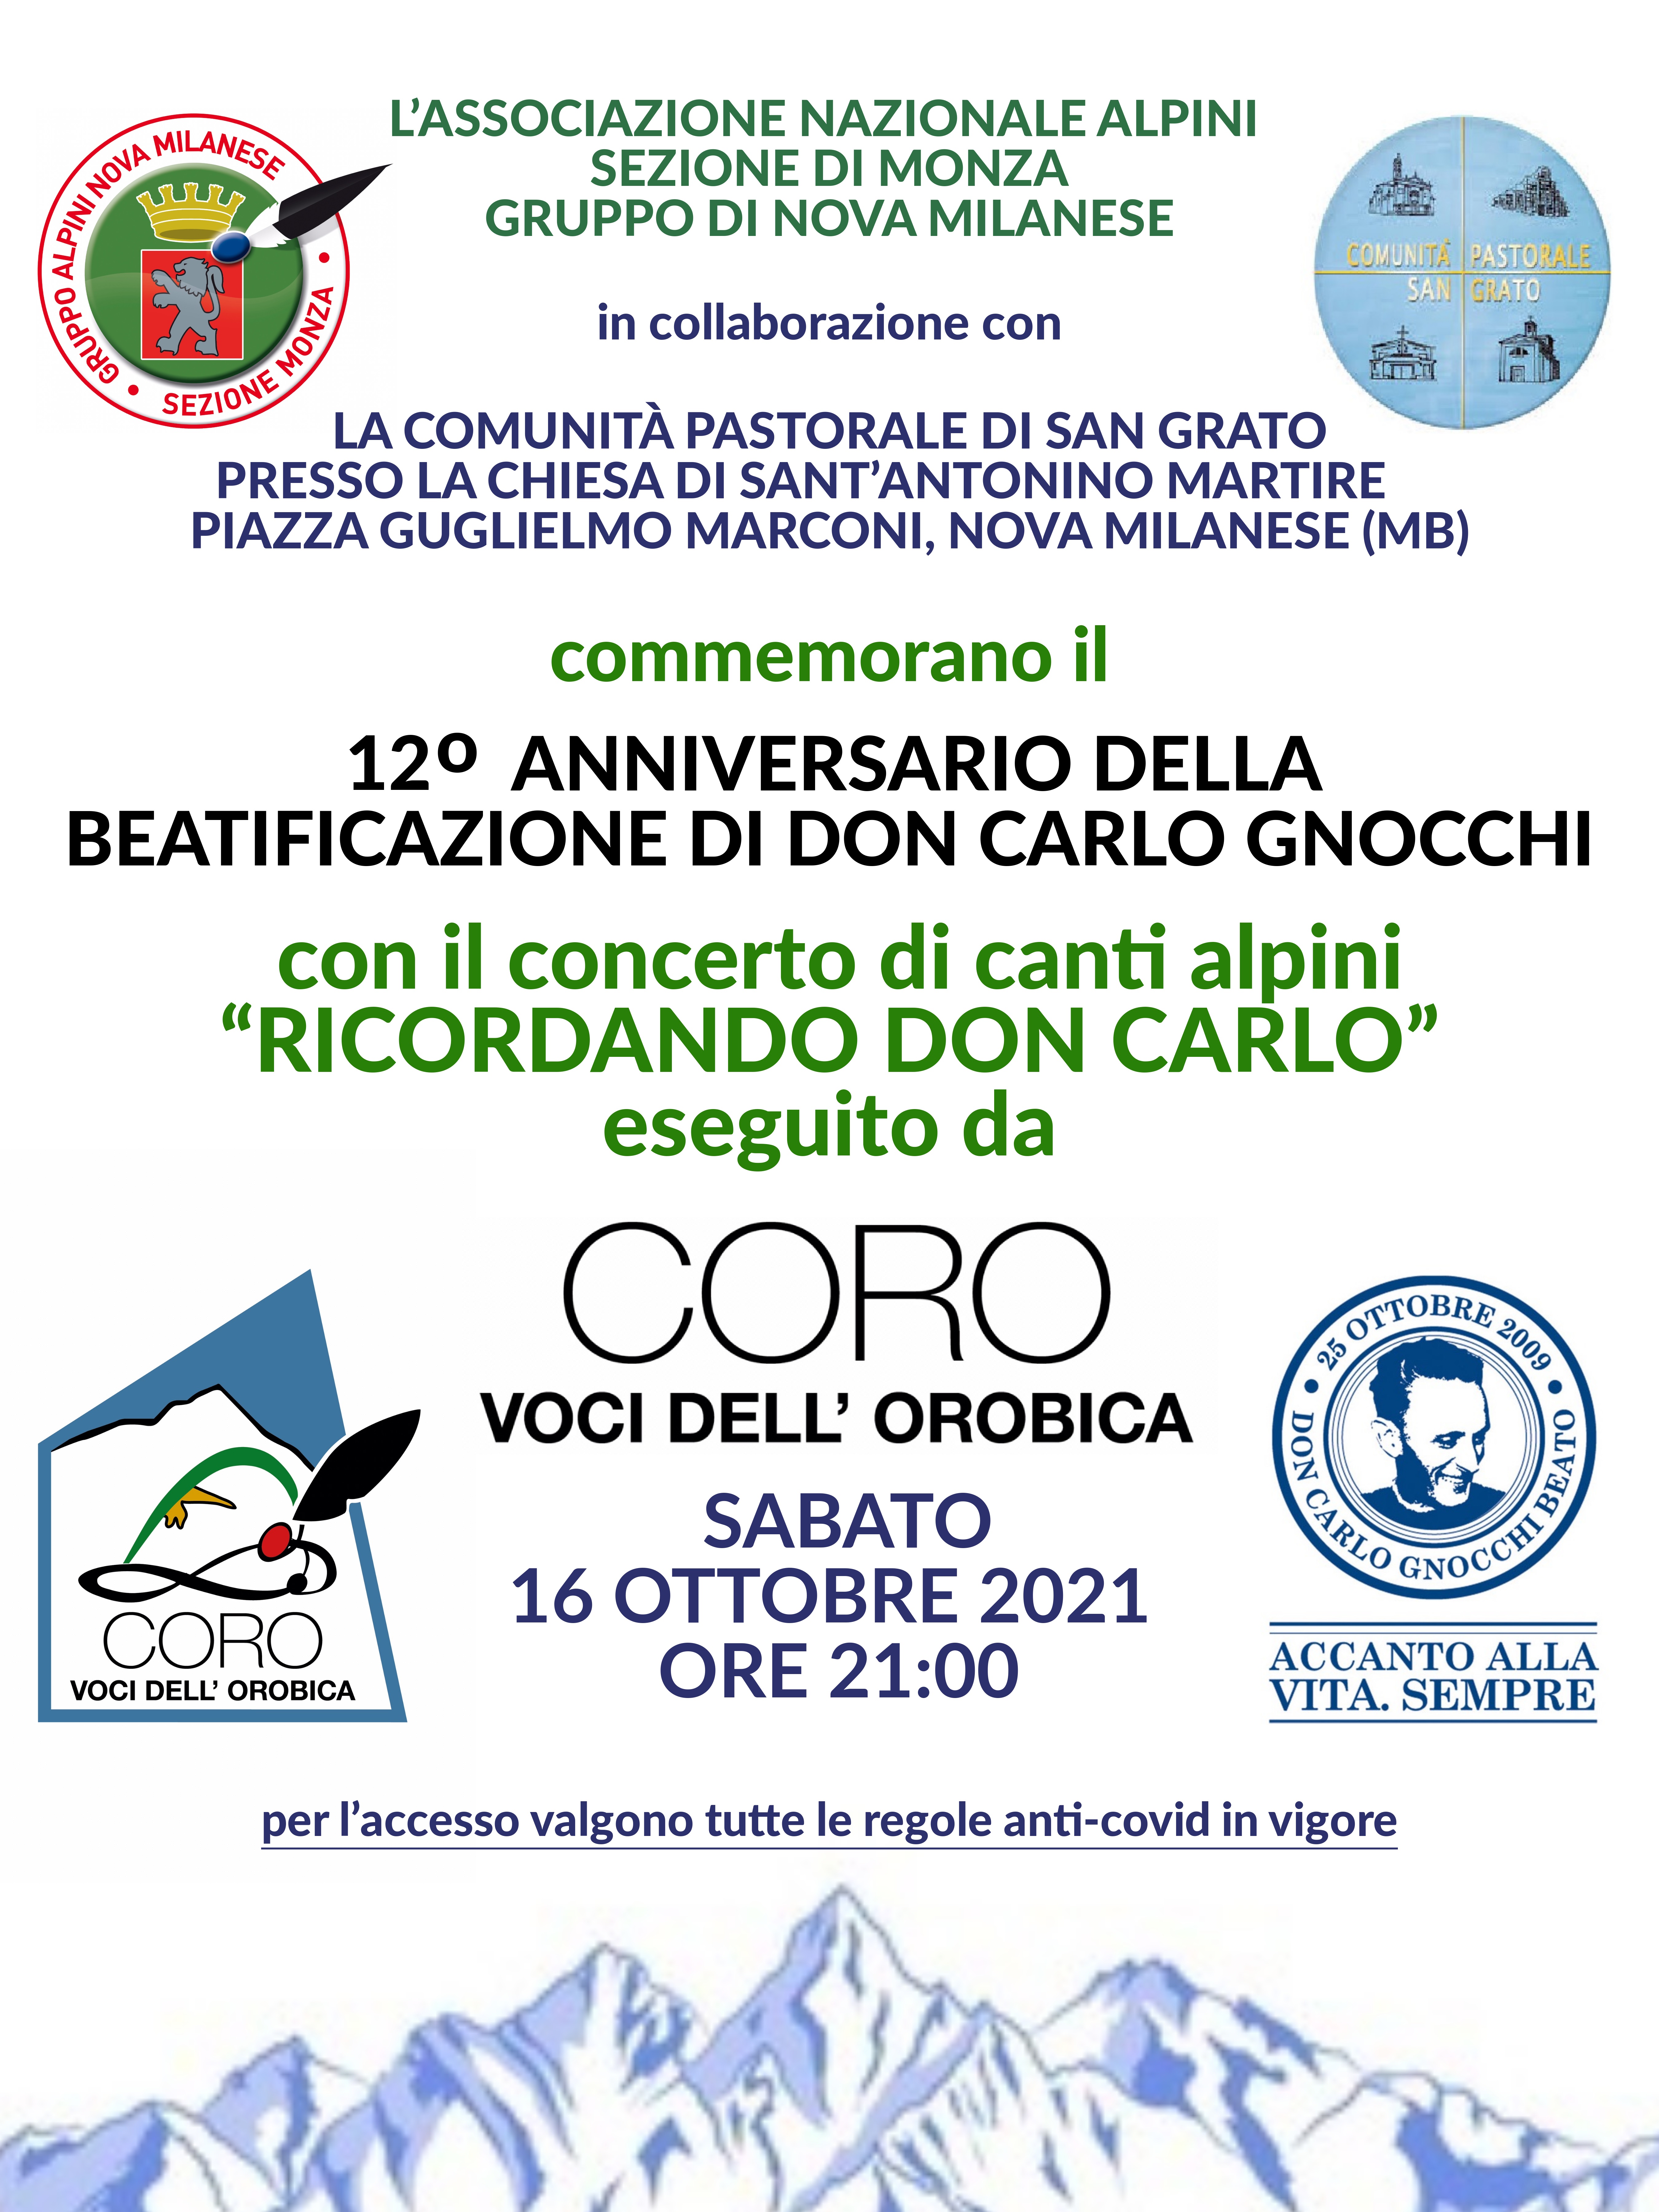 L’ASSOCIAZIONE NAZIONALE ALPINI
SEZIONE DI MONZA
GRUPPO DI NOVA MILANESE
GRUPPO ALPINI NOVA MILANESE
• SEZIONE MONZA •
COMUNITÁ PASTORALE
SAN GRATO
in collaborazione con
LA COMUNITÀ PASTORALE DI SAN GRATO
PRESSO LA CHIESA DI SANT’ANTONINO MARTIRE
PIAZZA GUGLIELMO MARCONI, NOVA MILANESE (MB)
commemorano il
12º ANNIVERSARIO DELLA
BEATIFICAZIONE DI DON CARLO GNOCCHI
con il concerto di canti alpini
“RICORDANDO DON CARLO”
eseguito da
CORO
VOCI DELL’ OROBICA
SABATO
16 OTTOBRE 2021
ORE 21:00
CORO
VOCI DELL’ OROBICA
• 25 OTTOBRE 2009 •
DON CARLO GNOCCHI BEATO
ACCANTO ALLA
VITA. SEMPRE
per l’accesso valgono tutte le regole anti-covid in vigore